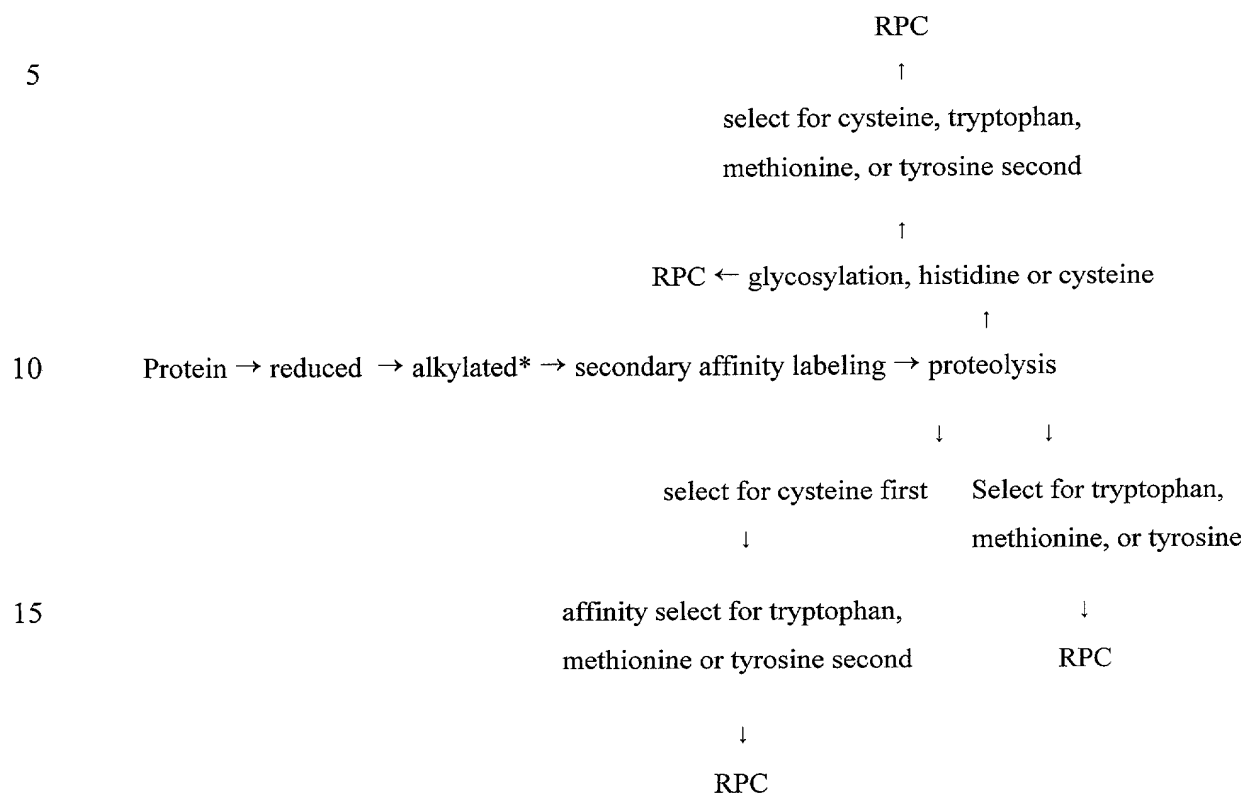 RPC
5 ↑
select for cysteine, tryptophan,
methionine, or tyrosine second
↑
RPC ← glycosylation, histidine or cysteine
↑
10 Protein → reduced → alkylated* → secondary affinity labeling → proteolysis
↓ ↓
select for cysteine first Select for tryptophan,
↓ methionine, or tyrosine
15 affinity select for tryptophan, ↓
methionine or tyrosine second RPC
↓
RPC